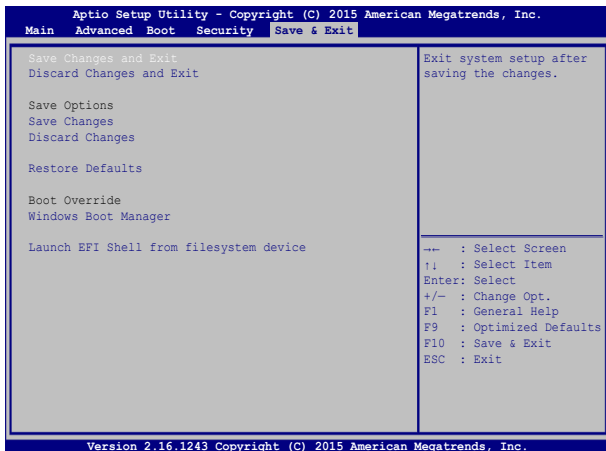 Aptio Setup Utility - Copyright (C) 2015 American Megatrends, Inc.
Main Advanced Boot Security Save & Exit
Save Changes and Exit
Discard Changes and Exit
Save Options
Save Changes
Discard Changes
Restore Defaults
Boot Override
Windows Boot Manager
Launch EFI Shell from filesystem device
Exit system setup after
saving the changes.
→← : Select Screen
↑↓ : Select Item
Enter: Select
+/— : Change Opt.
F1 : General Help
F9 : Optimized Defaults
F10 : Save & Exit
ESC : Exit
Version 2.16.1243 Copyright (C) 2015 American Megatrends, Inc.